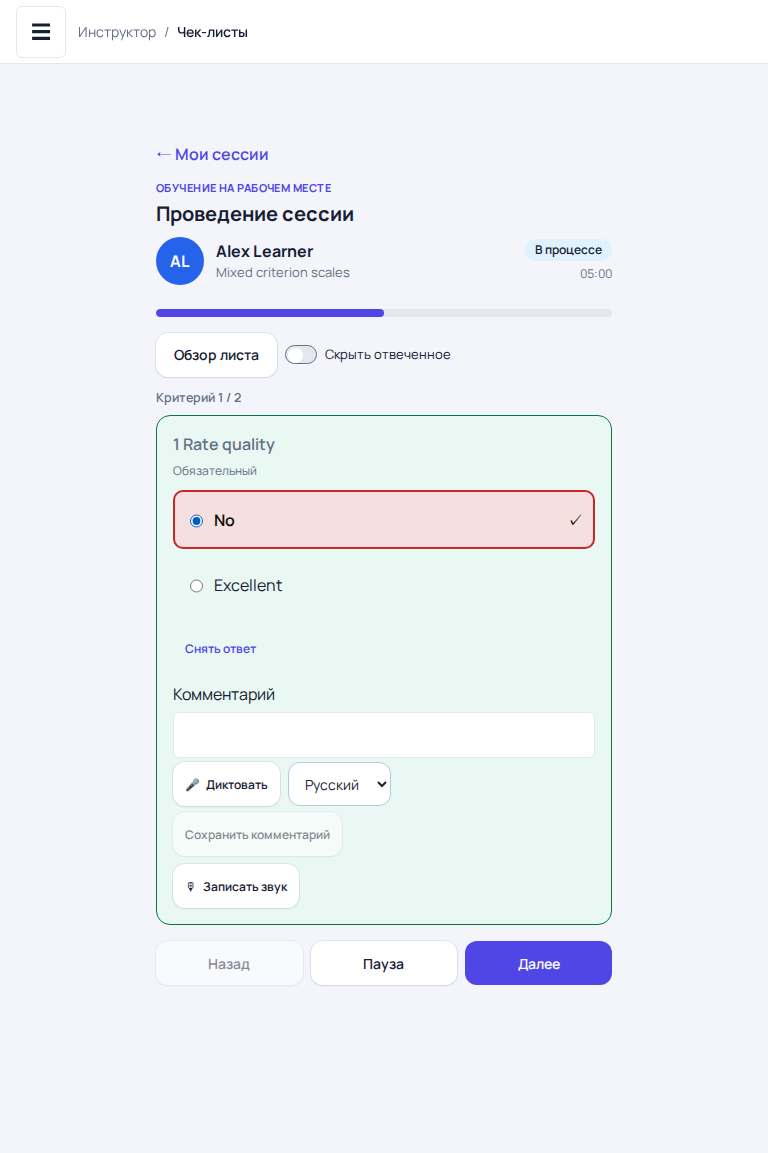 Инструктор / Чек-листы
← Мои сессии
ОБУЧЕНИЕ НА РАБОЧЕМ МЕСТЕ
Проведение сессии
AL
Alex Learner
Mixed criterion scales
В процессе
05:00
Обзор листа
Скрыть отвеченное
Критерий 1 / 2
1 Rate quality
Обязательный
No ✓
Excellent
Снять ответ
Комментарий
🎤 Диктовать
Русский
Сохранить комментарий
🎙 Записать звук
Назад
Пауза
Далее